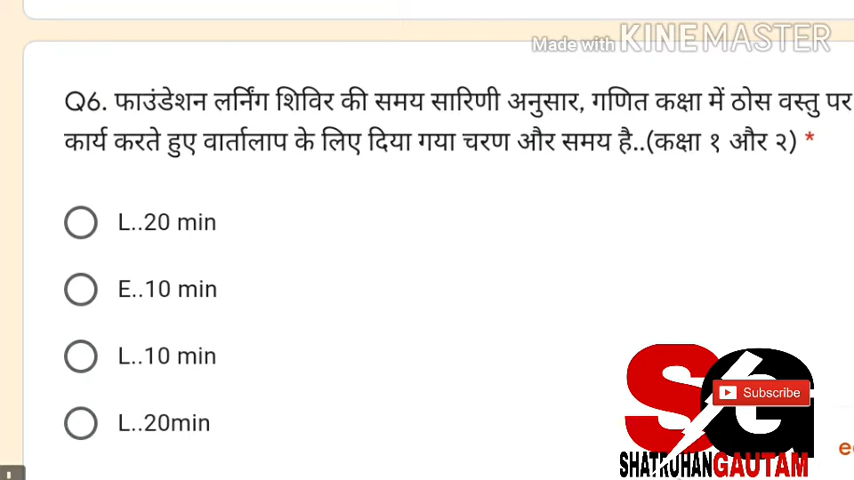 Made with KINEMASTER
Q6. फाउंडेशन लर्निंग शिविर की समय सारिणी अनुसार, गणित कक्षा में ठोस वस्तु पर
कार्य करते हुए वार्तालाप के लिए दिया गया चरण और समय है..(कक्षा १ और २) *
L..20 min
E..10 min
L..10 min
L..20min
SG
Subscribe
SHATRUHANGAUTAM